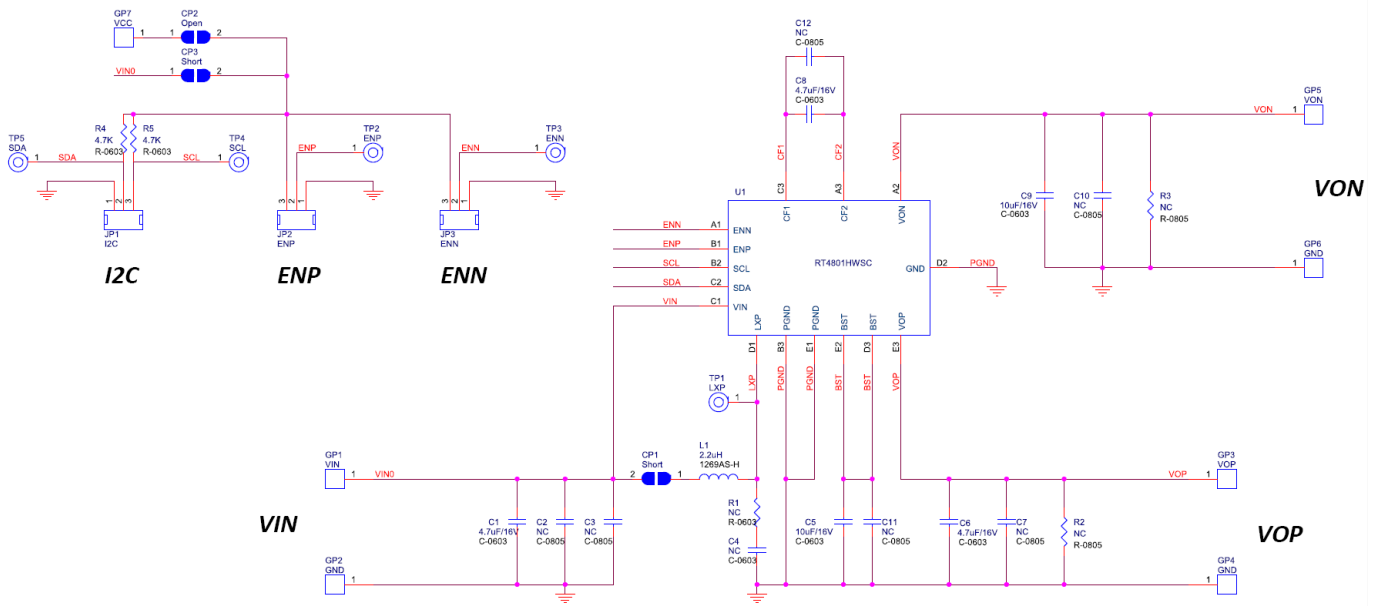 GP7
VCC
1
1
CP2
Open
2
CP3
Short
VIN0
1
2
TP5
SDA
1
SDA
R4
4.7K
R-0603
R5
4.7K
R-0603
SCL
TP4
SCL
1
1
2
3
JP1
I2C
I2C
ENP
TP2
ENP
1
3
2
1
JP2
ENP
ENP
ENN
TP3
ENN
1
3
2
1
JP3
ENN
ENN
C12
NC
C-0805
C8
4.7uF/16V
C-0603
CF1
CF2
VON
C3
A3
A2
U1
CF1
CF2
VON
ENN
A1
ENN
ENP
B1
ENP
SCL
B2
SCL
SDA
C2
SDA
VIN
C1
VIN
RT4801HWSC
GND
D2
PGND
LXP
PGND
PGND
BST
BST
VOP
D1
B3
E1
E2
D3
E3
LXP
PGND
BST
BST
VOP
VON
1
GP5
VON
C9
10uF/16V
C-0603
C10
NC
C-0805
R3
NC
R-0805
VON
1
GP6
GND
TP1
LXP
1
GP1
VIN
1
VIN0
CP1
Short
2
1
L1
2.2uH
1269AS-H
VIN
C1
4.7uF/16V
C-0603
C2
NC
C-0805
C3
NC
C-0805
GP2
GND
1
R1
NC
R-0603
C4
NC
C-0603
C5
10uF/16V
C-0603
C11
NC
C-0805
C6
4.7uF/16V
C-0603
C7
NC
C-0805
R2
NC
R-0805
VOP
1
GP3
VOP
VOP
1
GP4
GND